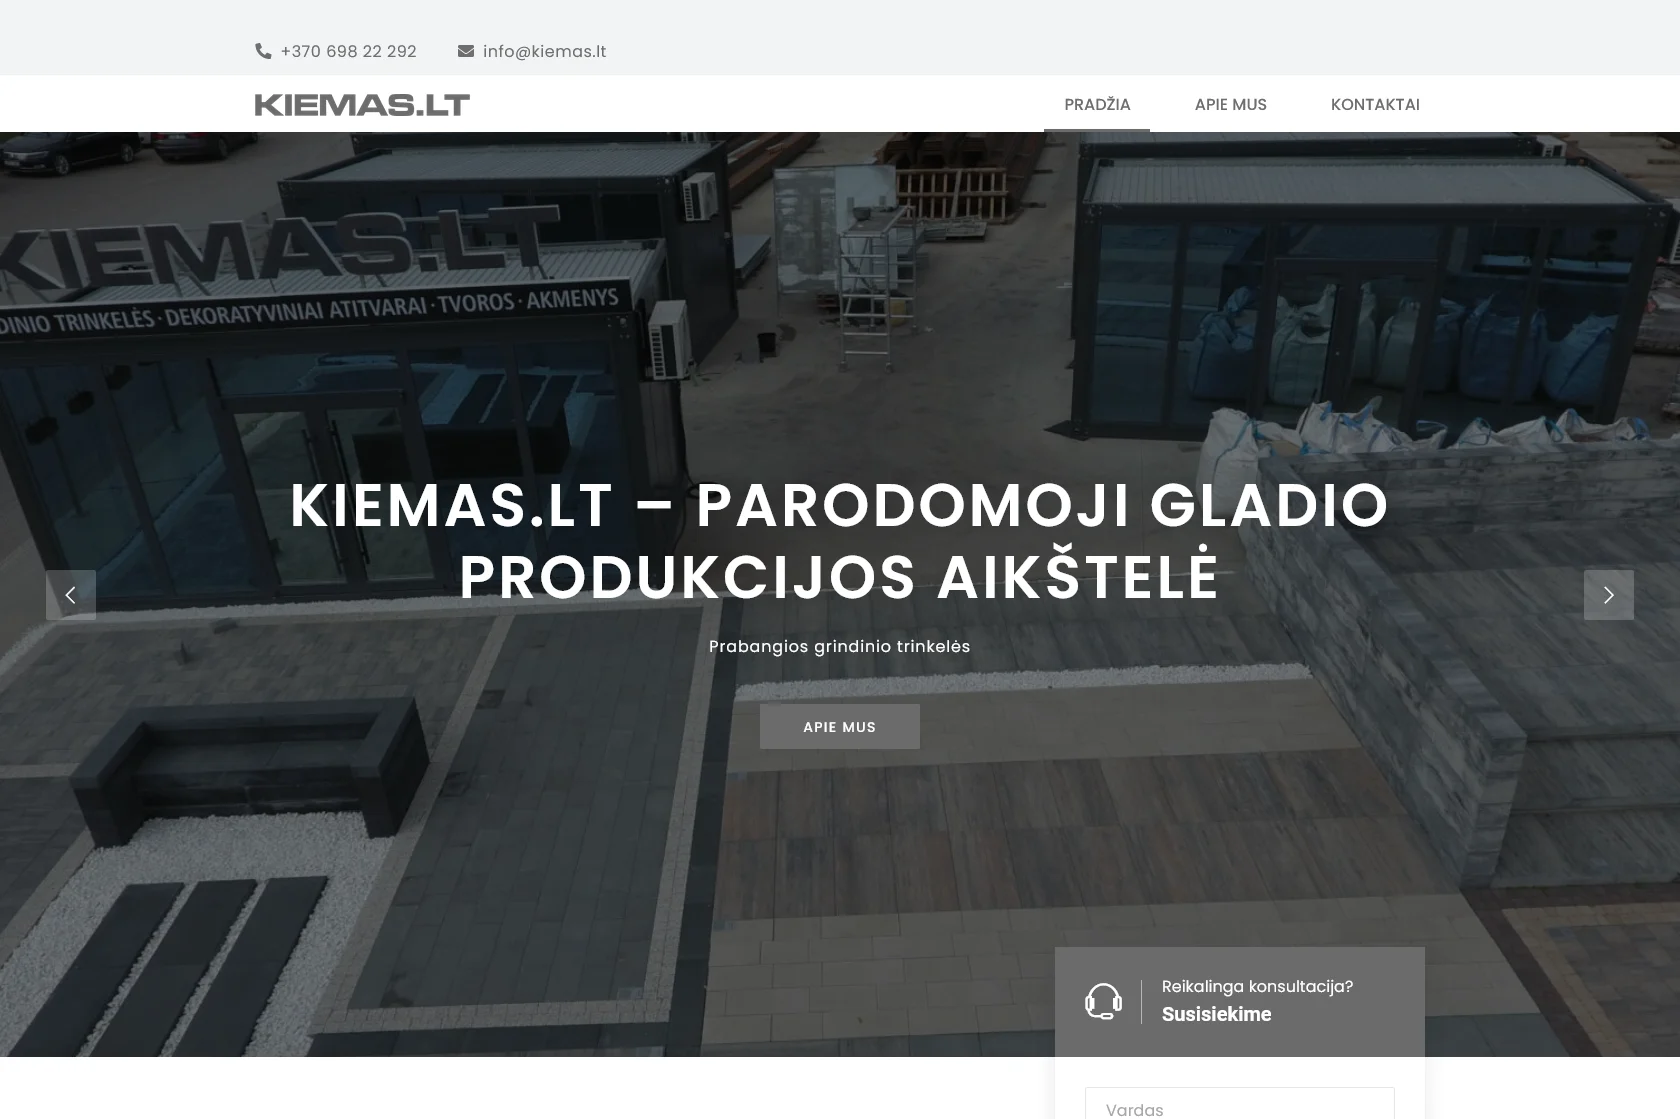 +370 698 22 292
info@kiemas.lt
KIEMAS.LT
PRADŽIA
APIE MUS
KONTAKTAI
KIEMAS.LT
DINIO TRINKELĖS · DEKORATYVINIAI ATITVARAI · TVOROS · AKMENYS
KIEMAS.LT – PARODOMOJI GLADIO
PRODUKCIJOS AIKŠTELĖ
Prabangios grindinio trinkelės
APIE MUS
Reikalinga konsultacija?
Susisiekime
Vardas